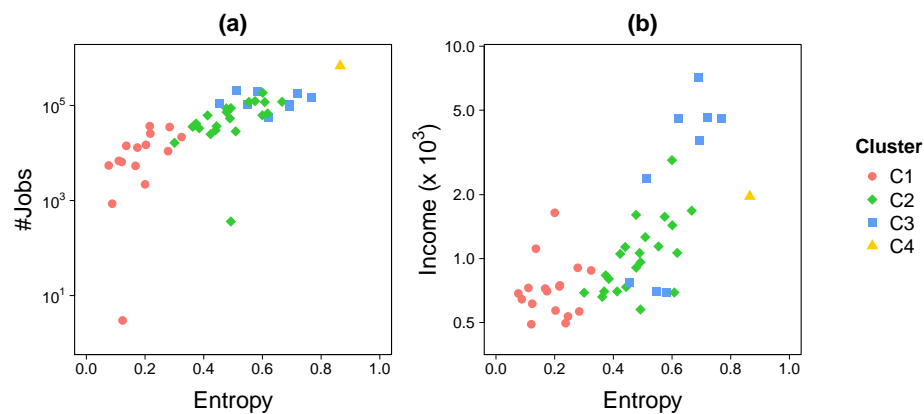 (a)
#Jobs
10^5
10^3
10^1
0.0 0.2 0.4 0.6 0.8 1.0
Entropy
(b)
Income (x 10^3)
10.0
5.0
2.0
1.0
0.5
0.0 0.2 0.4 0.6 0.8 1.0
Entropy
Cluster
C1
C2
C3
C4